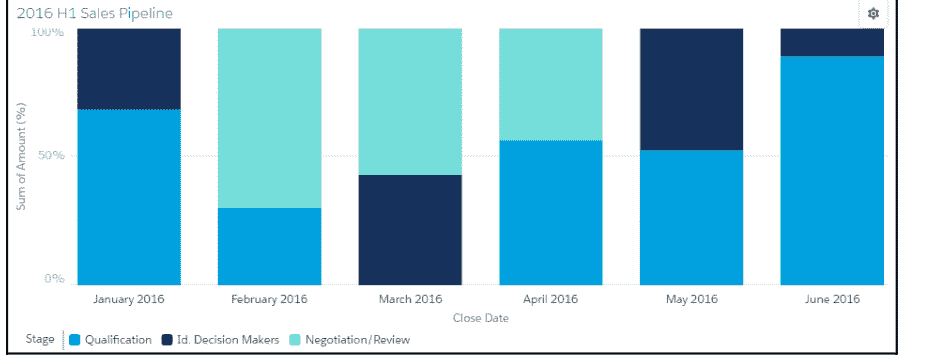 2016 H1 Sales Pipeline
100%
50%
0%
Sum of Amount (%)
January 2016 February 2016 March 2016 April 2016 May 2016 June 2016
Close Date
Stage Qualification Id. Decision Makers Negotiation/Review